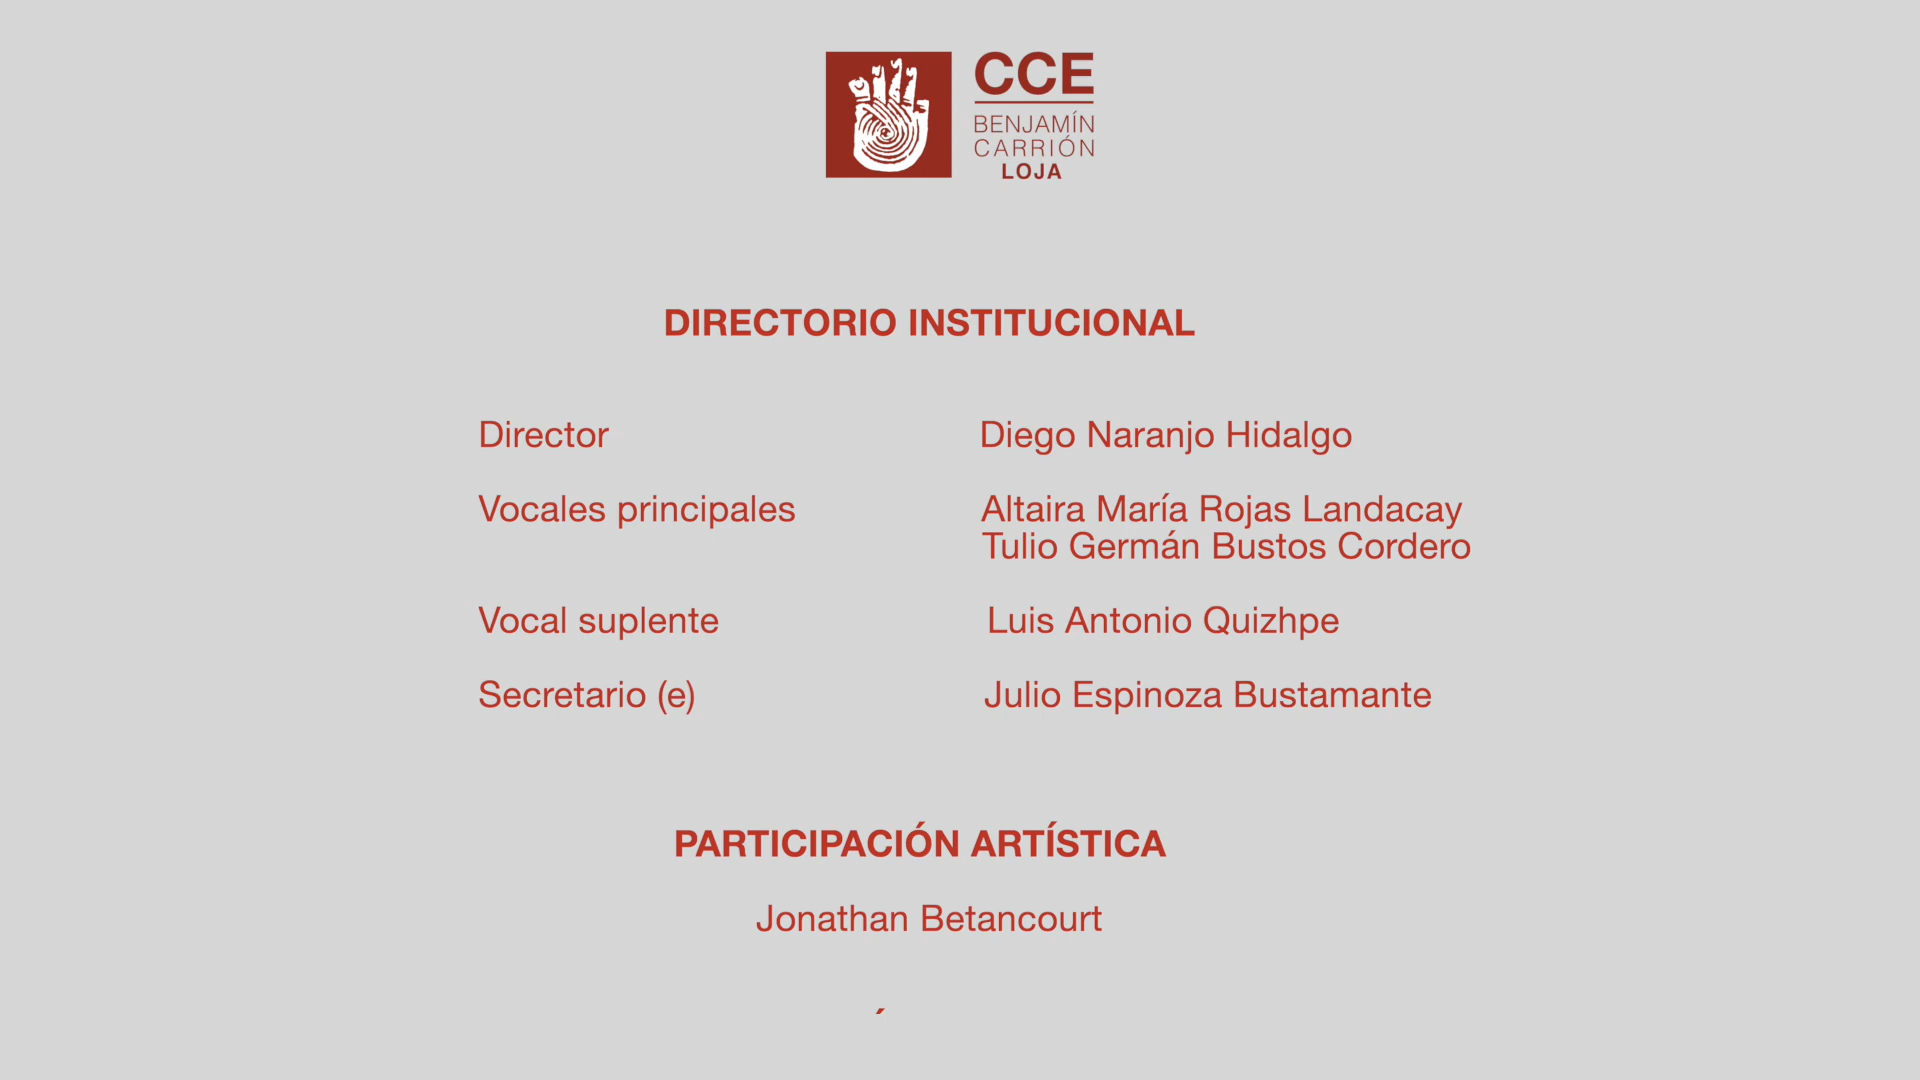 CCE
BENJAMÍN
CARRIÓN
LOJA
DIRECTORIO INSTITUCIONAL
Director Diego Naranjo Hidalgo
Vocales principales Altaira María Rojas Landacay
Tulio Germán Bustos Cordero
Vocal suplente Luis Antonio Quizhpe
Secretario (e) Julio Espinoza Bustamante
PARTICIPACIÓN ARTÍSTICA
Jonathan Betancourt